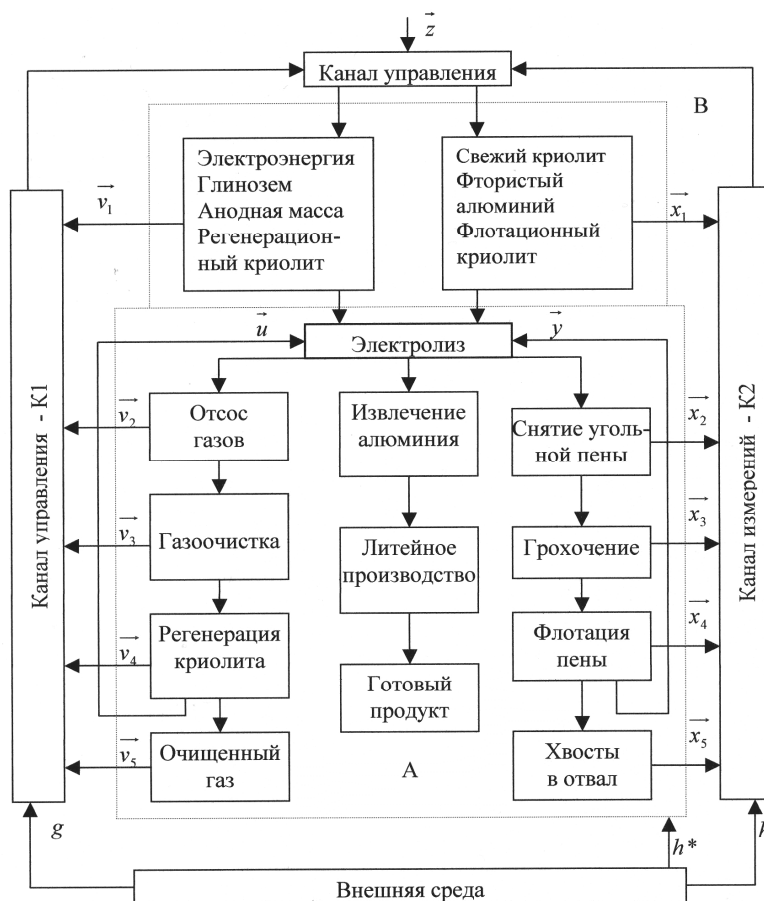 z
Канал управления
B
Электроэнергия
Глинозем
Анодная масса
Регенерацион-
ный криолит
Свежий криолит
Фтористый
алюминий
Флотационный
криолит
v1
x1
u
y
Электролиз
Отсос
газов
Извлечение
алюминия
Снятие уголь-
ной пены
v2
x2
Газоочистка
Литейное
производство
Грохочение
v3
x3
Регенерация
криолита
Готовый
продукт
Флотация
пены
v4
x4
Очищенный
газ
Хвосты
в отвал
v5
x5
A
Канал управления - К1
Канал измерений - К2
g
h*
h
Внешняя среда